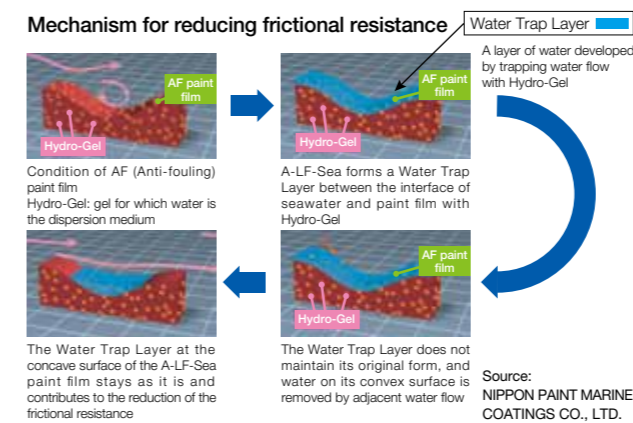 Mechanism for reducing frictional resistance
Water Trap Layer
A layer of water developed
by trapping water flow
with Hydro-Gel
AF paint
film
Hydro-Gel
Condition of AF (Anti-fouling)
paint film
Hydro-Gel: gel for which water is
the dispersion medium
AF paint
film
Hydro-Gel
A-LF-Sea forms a Water Trap
Layer between the interface of
seawater and paint film with
Hydro-Gel
AF paint
film
Hydro-Gel
The Water Trap Layer does not
maintain its original form, and
water on its convex surface is
removed by adjacent water flow
The Water Trap Layer at the
concave surface of the A-LF-Sea
paint film stays as it is and
contributes to the reduction of the
frictional resistance
Source:
NIPPON PAINT MARINE
COATINGS CO., LTD.